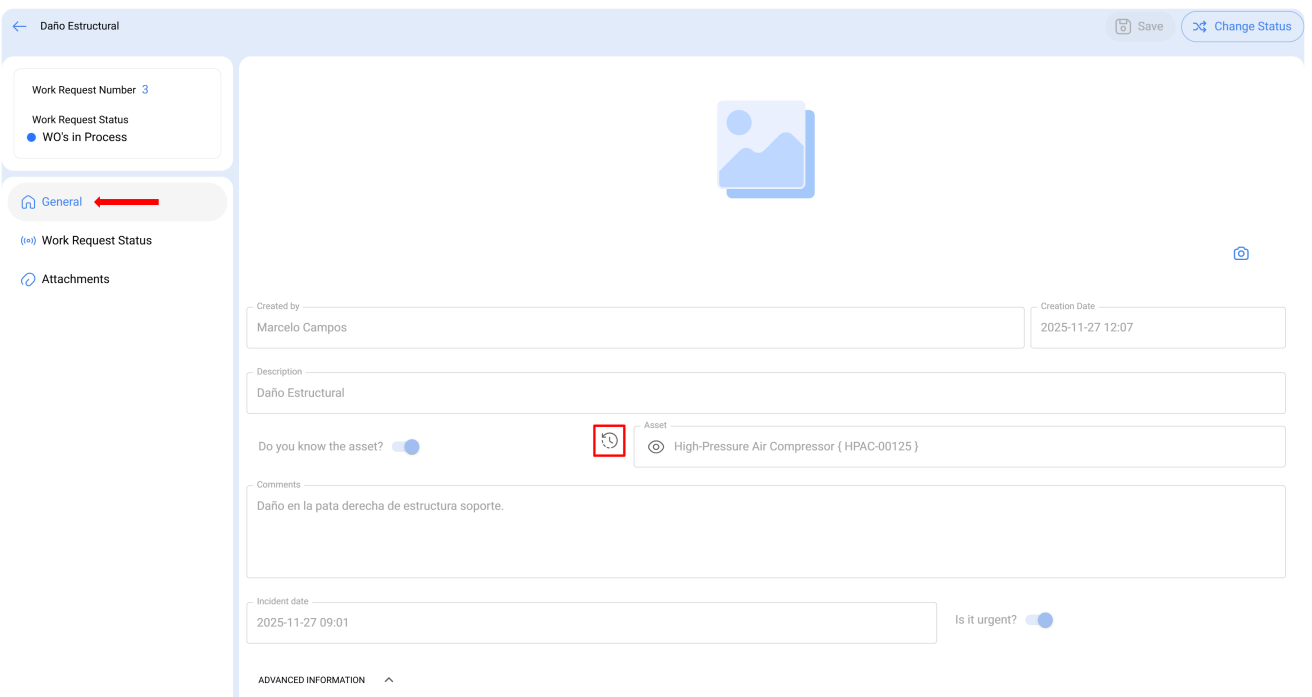 Daño Estructural
Save
Change Status
Work Request Number 3
Work Request Status
WO's in Process
General
Work Request Status
Attachments
Created by
Marcelo Campos
Creation Date
2025-11-27 12:07
Description
Daño Estructural
Do you know the asset?
Asset
High-Pressure Air Compressor { HPAC-00125 }
Comments
Daño en la pata derecha de estructura soporte.
Incident date
2025-11-27 09:01
Is it urgent?
ADVANCED INFORMATION